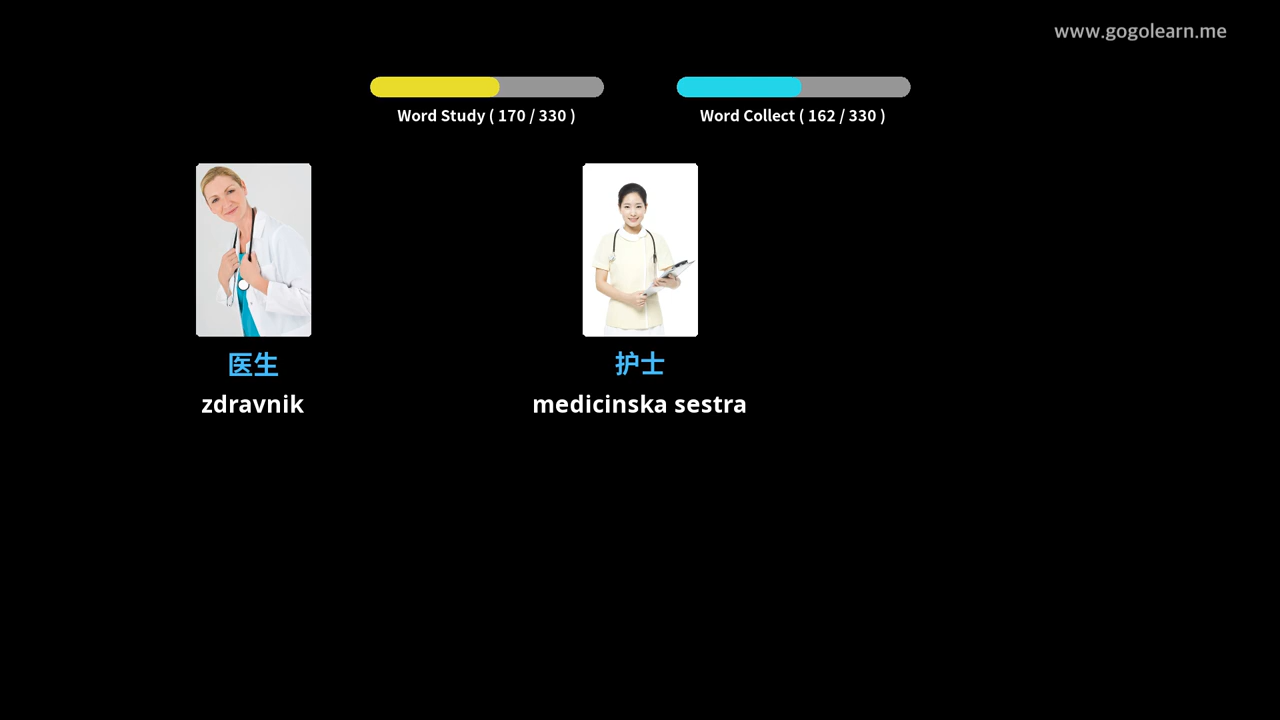 www.gogolearn.me
Word Study ( 170 / 330 )
Word Collect ( 162 / 330 )
医生
护士
zdravnik
medicinska sestra